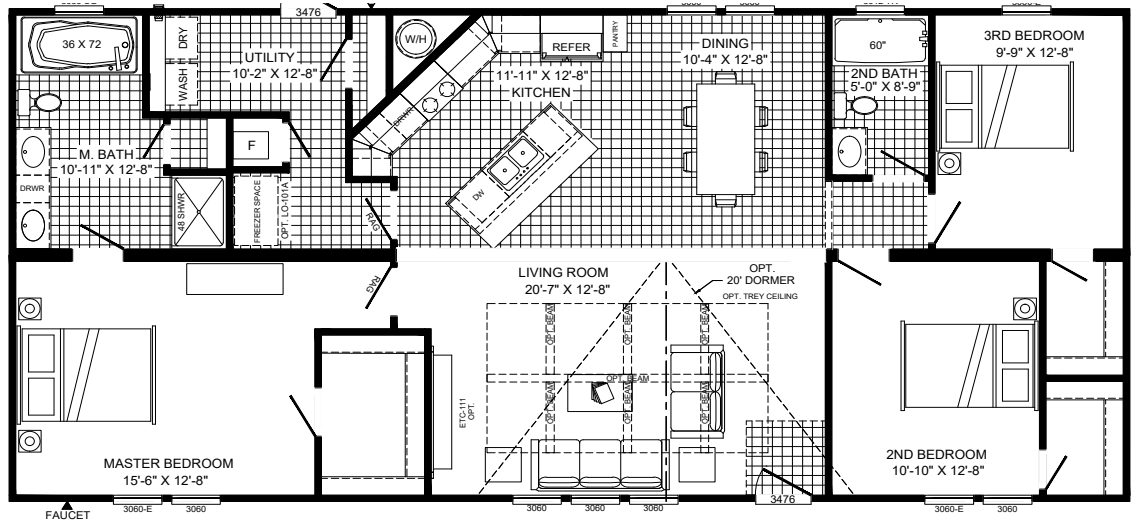 3476
36 X 72
DRY
WASH
UTILITY
10'-2" X 12'-8"
W/H
REFER
PANTRY
11'-11" X 12'-8"
KITCHEN
DRWR
DW
DINING
10'-4" X 12'-8"
60"
2ND BATH
5'-0" X 8'-9"
3RD BEDROOM
9'-9" X 12'-8"
M. BATH
10'-11" X 12'-8"
DRWR
48 SHWR
F
FREEZER SPACE
OPT. LO-101A
RAG
RAG
LIVING ROOM
20'-7" X 12'-8"
OPT.
20' DORMER
OPT. TREY CEILING
OPT. BEAM
OPT. BEAM
OPT. BEAM
OPT. BEAM
OPT. BEAM
OPT. BEAM
OPT. BEAM
ETC-111
OPT.
MASTER BEDROOM
15'-6" X 12'-8"
2ND BEDROOM
10'-10" X 12'-8"
3060-E
3060
3060
3060
3060
3476
3060-E
3060
FAUCET